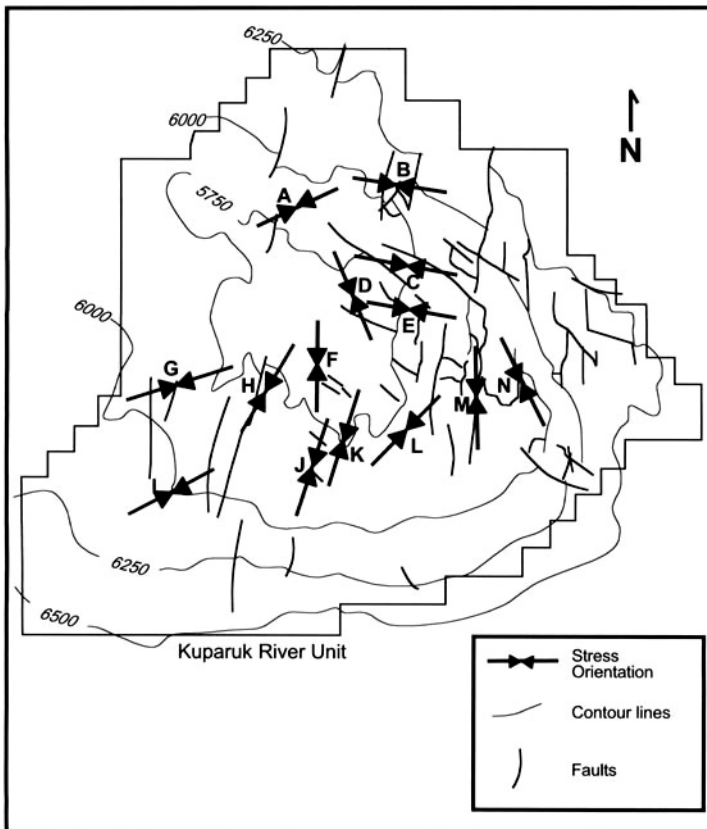 6250
6000
N
B
A
5750
C
D
E
6000
F
G
H
N
M
L
K
J
I
6250
6500
Kuparuk River Unit
Stress
Orientation
Contour lines
Faults